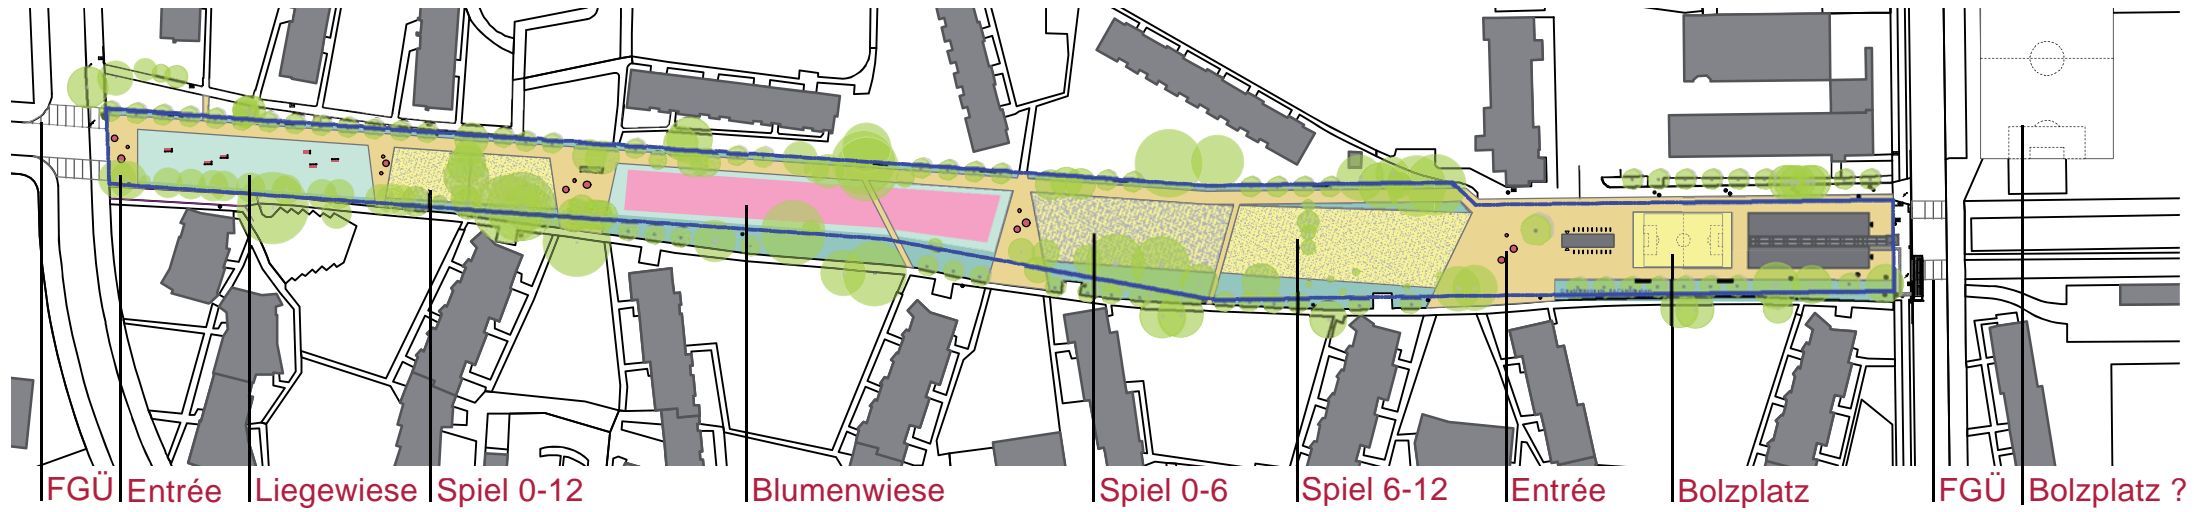 FGÜ Entrée Liegewiese Spiel 0-12 Blumenwiese Spiel 0-6 Spiel 6-12 Entrée Bolzplatz FGÜ Bolzplatz ?